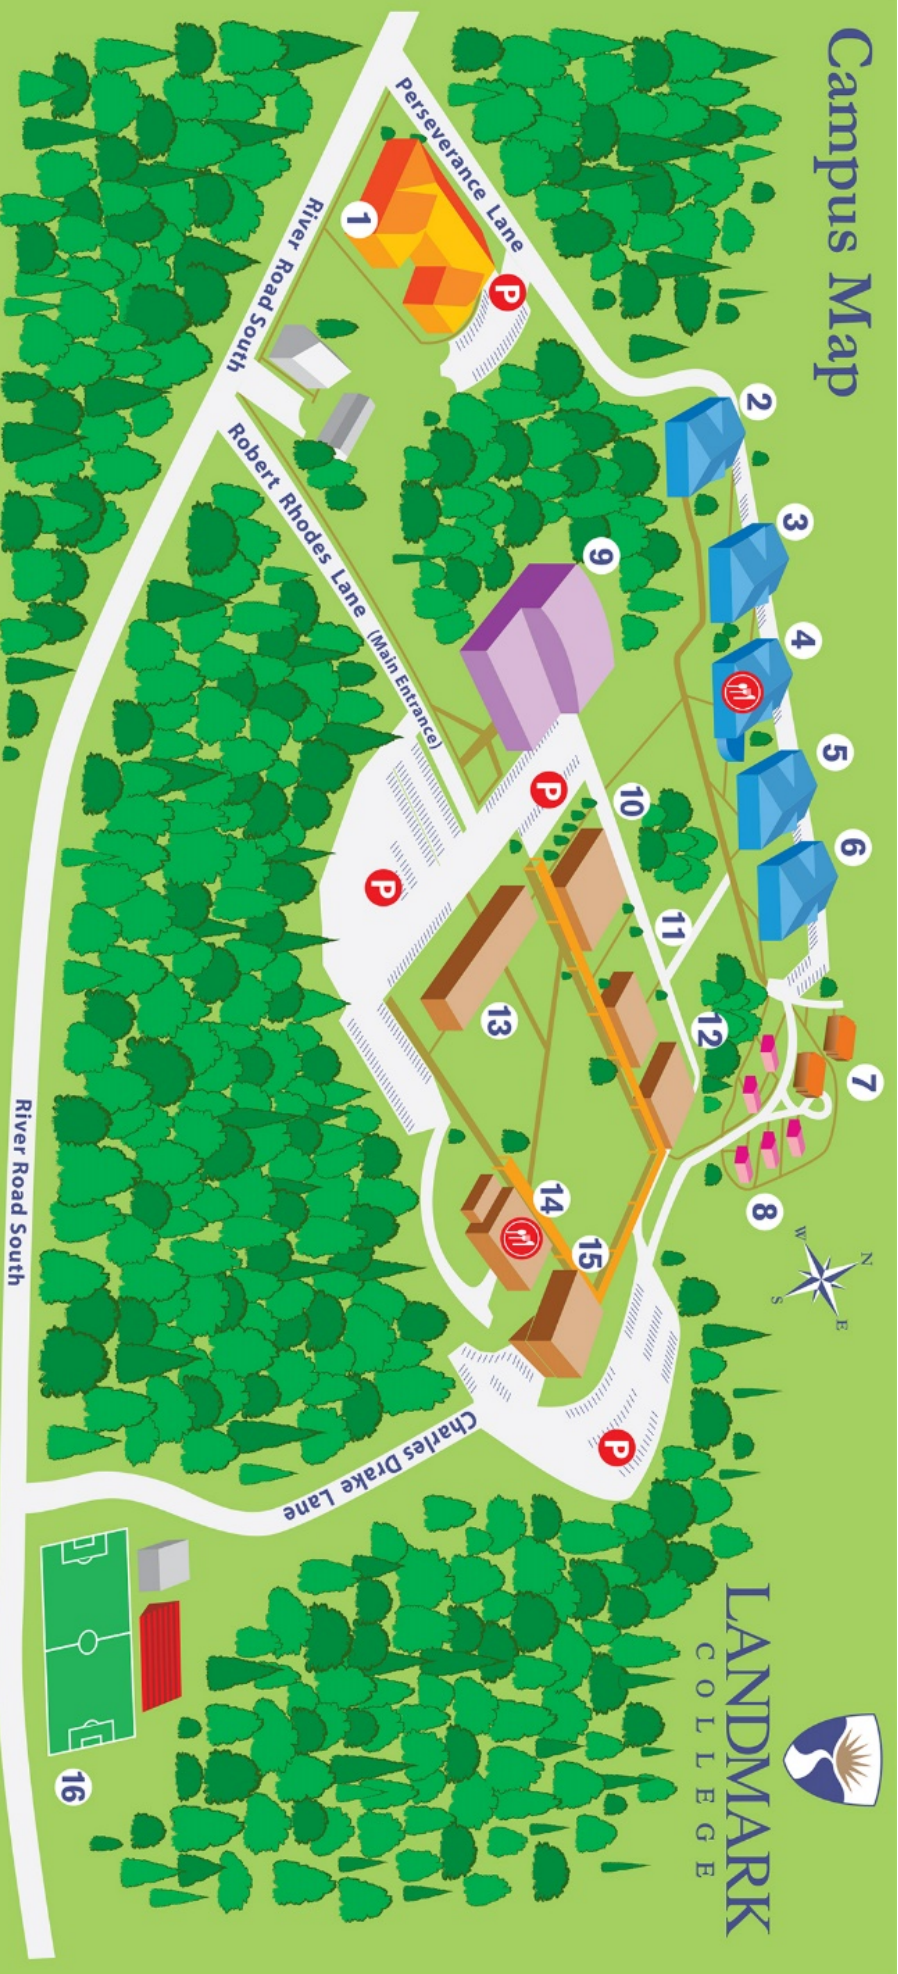 Campus Map
LANDMARK
COLLEGE
Perseverance Lane
River Road South
Robert Rhodes Lane (Main Entrance)
River Road South
Charles Drake Lane
1
2
3
4
5
6
7
8
9
10
11
12
13
14
15
16
P
P
P
P
N
W
E
S